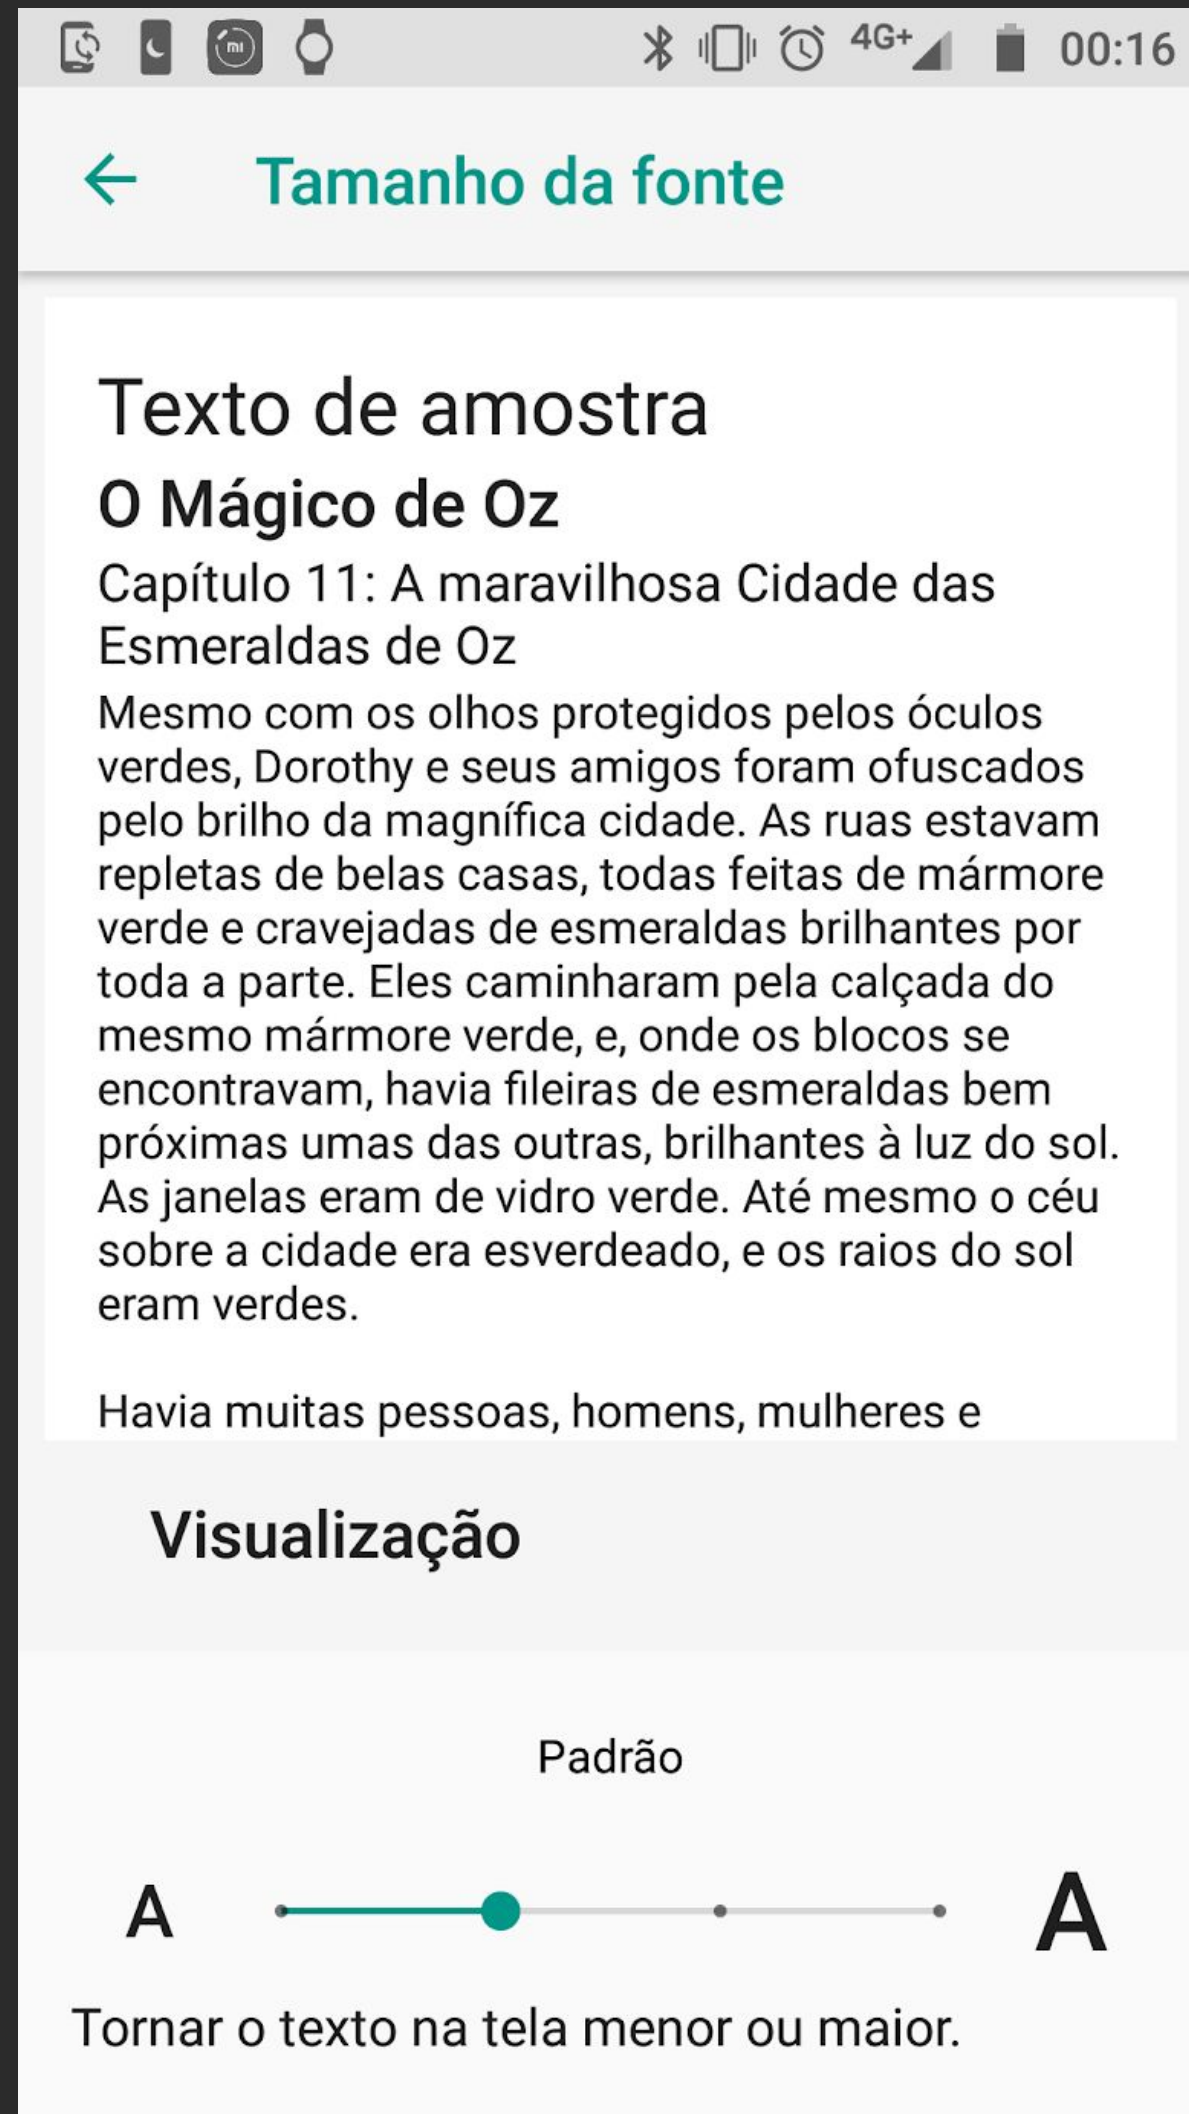 mi
4G+ 00:16
Tamanho da fonte
Texto de amostra
O Mágico de Oz
Capítulo 11: A maravilhosa Cidade das
Esmeraldas de Oz
Mesmo com os olhos protegidos pelos óculos
verdes, Dorothy e seus amigos foram ofuscados
pelo brilho da magnífica cidade. As ruas estavam
repletas de belas casas, todas feitas de mármore
verde e cravejadas de esmeraldas brilhantes por
toda a parte. Eles caminharam pela calçada do
mesmo mármore verde, e, onde os blocos se
encontravam, havia fileiras de esmeraldas bem
próximas umas das outras, brilhantes à luz do sol.
As janelas eram de vidro verde. Até mesmo o céu
sobre a cidade era esverdeado, e os raios do sol
eram verdes.
Havia muitas pessoas, homens, mulheres e
Visualização
Padrão
A A
Tornar o texto na tela menor ou maior.